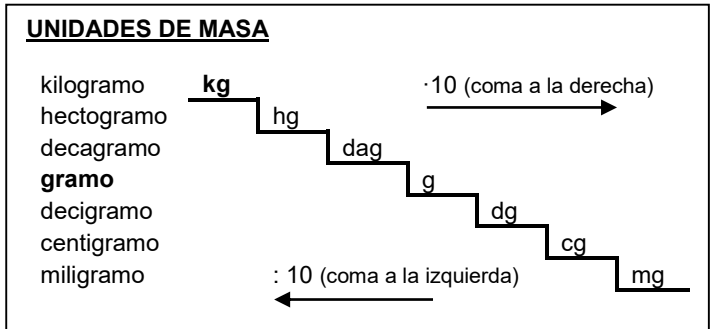 UNIDADES DE MASA
kilogramo kg ·10 (coma a la derecha)
hectogramo hg
decagramo dag
gramo g
decigramo dg
centigramo cg
miligramo : 10 (coma a la izquierda) mg